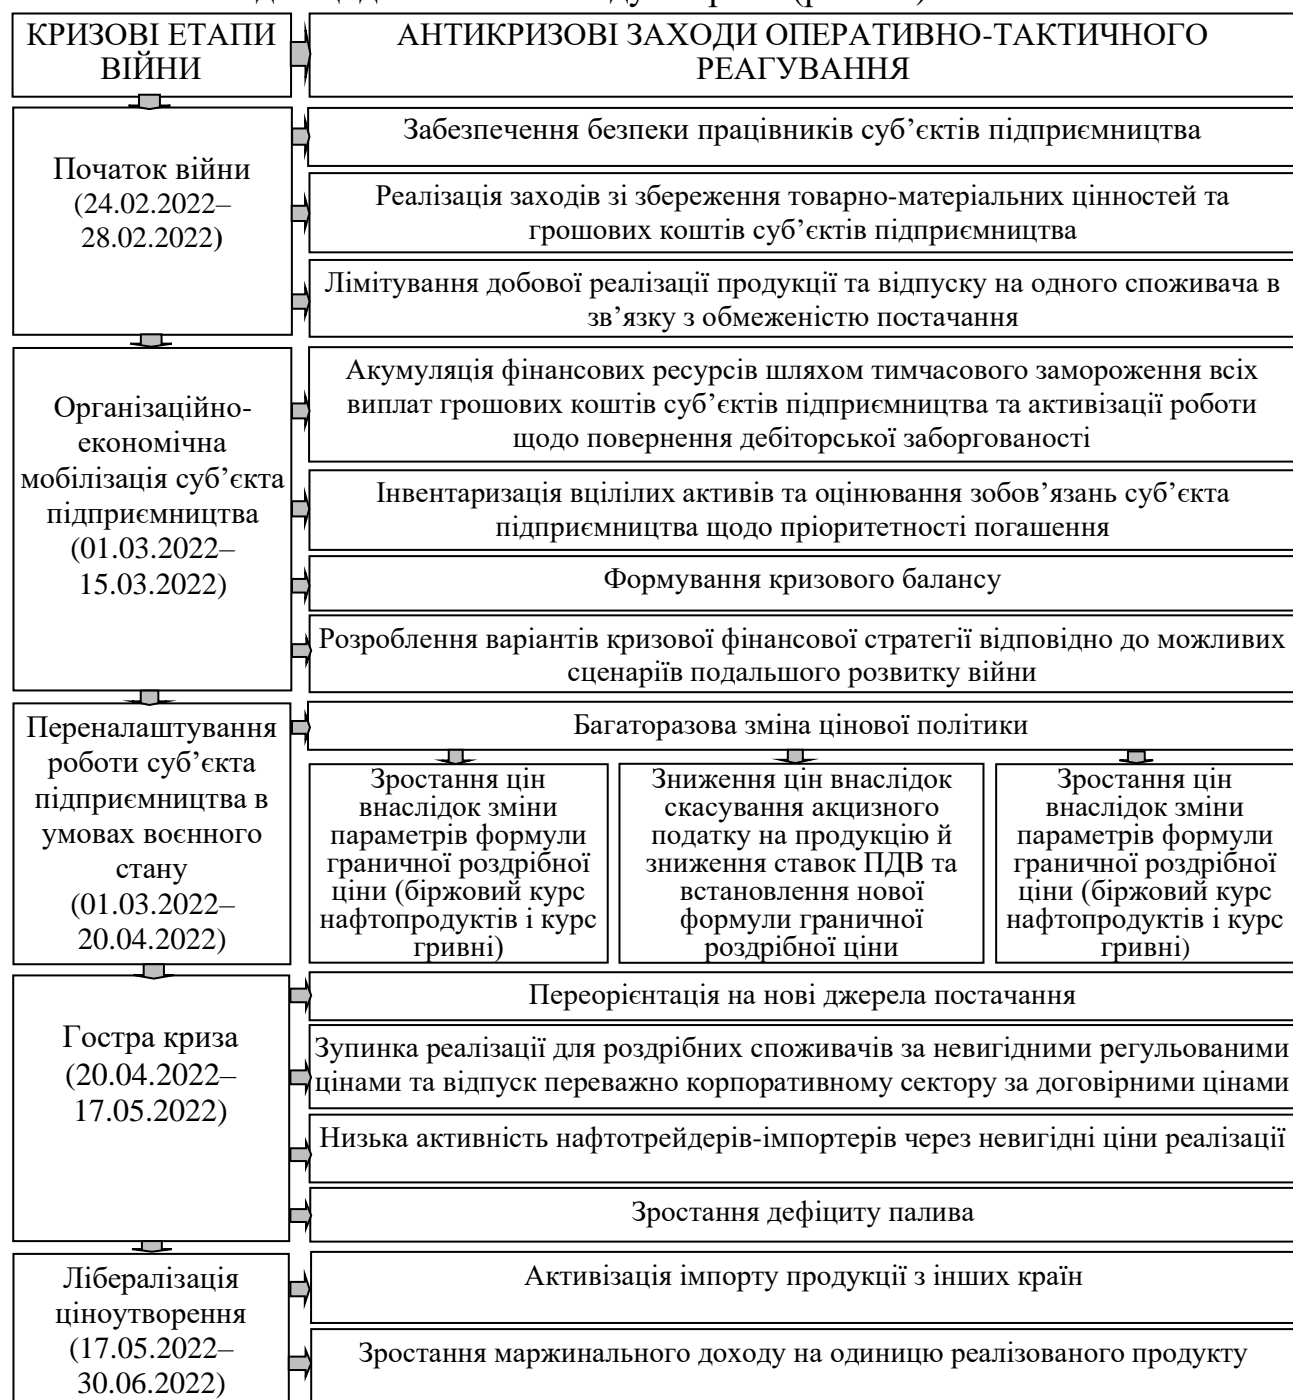 КРИЗОВІ ЕТАПИ
ВІЙНИ
АНТИКРИЗОВІ ЗАХОДИ ОПЕРАТИВНО-ТАКТИЧНОГО
РЕАГУВАННЯ
Початок війни
(24.02.2022–
28.02.2022)
Забезпечення безпеки працівників суб’єктів підприємництва
Реалізація заходів зі збереження товарно-матеріальних цінностей та
грошових коштів суб’єктів підприємництва
Лімітування добової реалізації продукції та відпуску на одного споживача в
зв’язку з обмеженістю постачання
Організаційно-
економічна
мобілізація суб’єкта
підприємництва
(01.03.2022–
15.03.2022)
Акумуляція фінансових ресурсів шляхом тимчасового замороження всіх
виплат грошових коштів суб’єктів підприємництва та активізації роботи
щодо повернення дебіторської заборгованості
Інвентаризація вцілілих активів та оцінювання зобов’язань суб’єкта
підприємництва щодо пріоритетності погашення
Формування кризового балансу
Розроблення варіантів кризової фінансової стратегії відповідно до можливих
сценаріїв подальшого розвитку війни
Переналаштування
роботи суб’єкта
підприємництва в
умовах воєнного
стану
(01.03.2022–
20.04.2022)
Багаторазова зміна цінової політики
Зростання цін
внаслідок зміни
параметрів формули
граничної роздрібної
ціни (біржовий курс
нафтопродуктів і курс
гривні)
Зниження цін внаслідок
скасування акцизного
податку на продукцію й
зниження ставок ПДВ та
встановлення нової
формули граничної
роздрібної ціни
Зростання цін
внаслідок зміни
параметрів формули
граничної роздрібної
ціни (біржовий курс
нафтопродуктів і курс
гривні)
Гостра криза
(20.04.2022–
17.05.2022)
Переорієнтація на нові джерела постачання
Зупинка реалізації для роздрібних споживачів за невигідними регульованими
цінами та відпуск переважно корпоративному сектору за договірними цінами
Низька активність нафтотрейдерів-імпортерів через невигідні ціни реалізації
Зростання дефіциту палива
Лібералізація
ціноутворення
(17.05.2022–
30.06.2022)
Активізація імпорту продукції з інших країн
Зростання маржинального доходу на одиницю реалізованого продукту